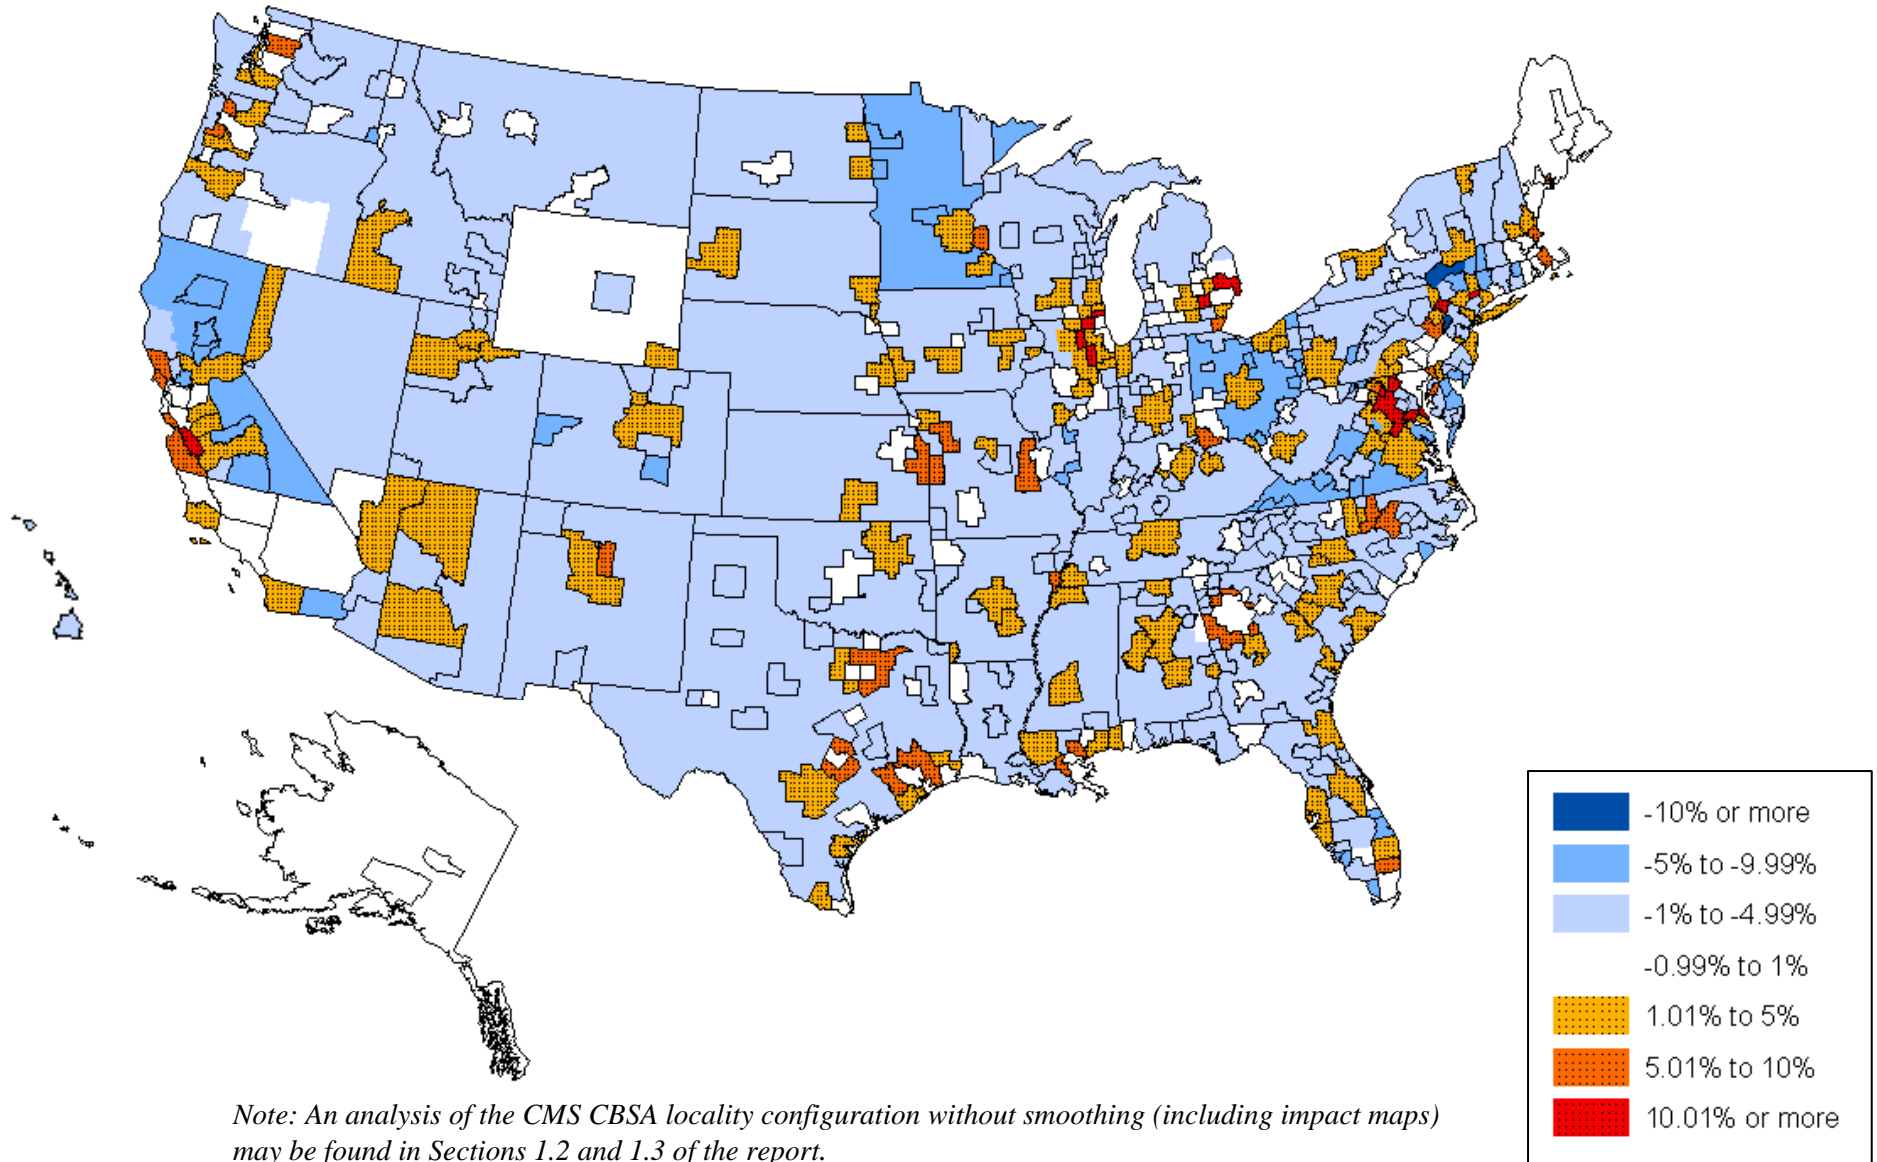 -10% or more
-5% to -9.99%
-1% to -4.99%
-0.99% to 1%
1.01% to 5%
5.01% to 10%
10.01% or more
Note: An analysis of the CMS CBSA locality configuration without smoothing (including impact maps)
may be found in Sections 1.2 and 1.3 of the report.